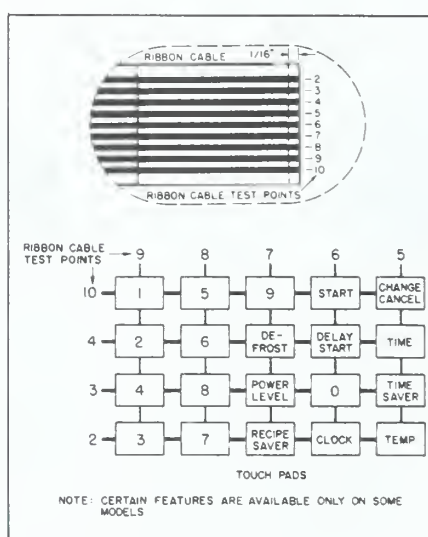 RIBBON CABLE 1/16"
-2
-3
-4
-5
-6
-7
-8
-9
-10
RIBBON CABLE TEST POINTS
RIBBON CABLE
TEST POINTS
9 8 7 6 5
10 1 5 9 START CHANGE
CANCEL
4 2 6 DE-
FROST DELAY
START TIME
3 4 8 POWER
LEVEL 0 TIME
SAVER
2 3 7 RECIPE
SAVER CLOCK TEMP
TOUCH PADS
NOTE: CERTAIN FEATURES ARE AVAILABLE ONLY ON SOME
MODELS